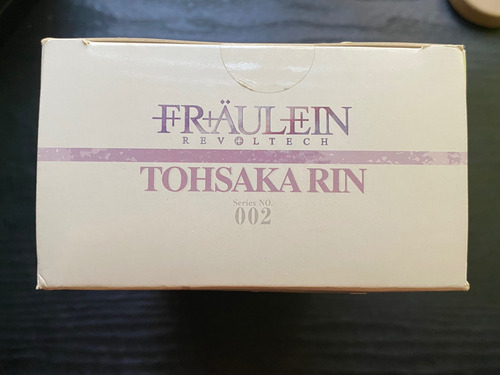 FRÄULEIN
REVOLTECH
TOHSAKA RIN
Series NO.
002